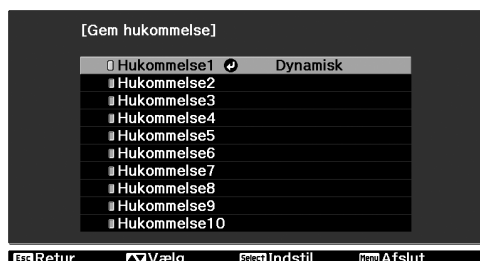 [Gem hukommelse]
Hukommelse1 Dynamisk
Hukommelse2
Hukommelse3
Hukommelse4
Hukommelse5
Hukommelse6
Hukommelse7
Hukommelse8
Hukommelse9
Hukommelse10
Esc Retur Vælg Select Indstil Menu Afslut